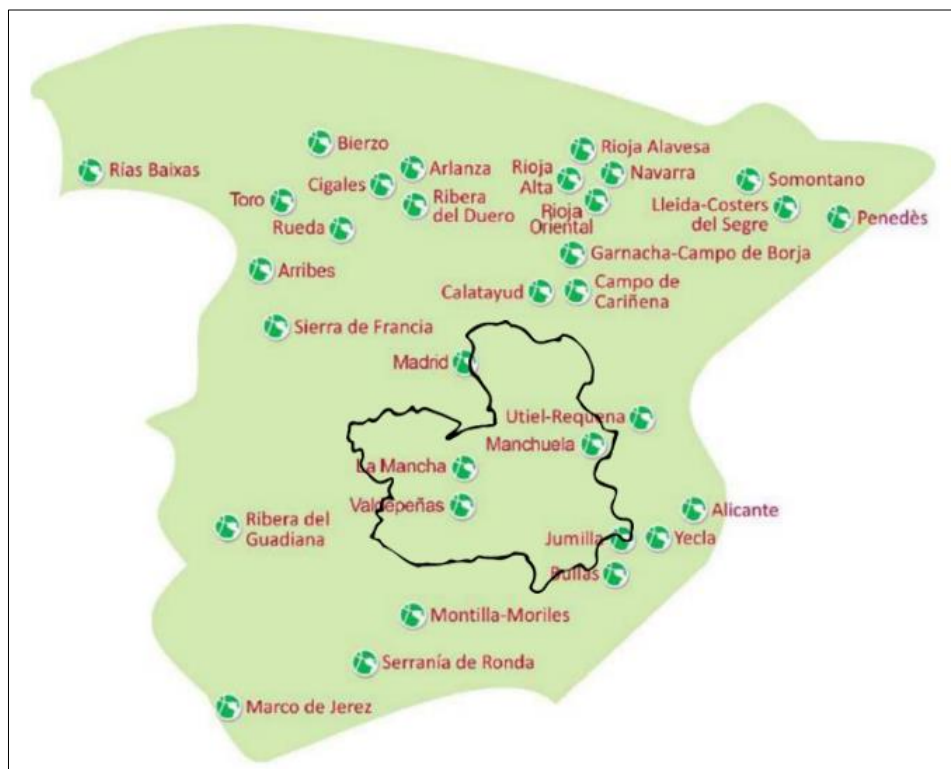 Bierzo
Rioja Alavesa
Rías Baixas
Arlanza
Rioja
Alta
Navarra
Somontano
Cigales
Toro
Ribera
del Duero
Rioja
Oriental
Lleida-Costers
del Segre
Penedès
Rueda
Garnacha-Campo de Borja
Arribes
Calatayud
Campo de
Cariñena
Sierra de Francia
Madrid
Utiel-Requena
Manchuela
La Mancha
Valdepeñas
Alicante
Ribera del
Guadiana
Jumilla
Yecla
Bullas
Montilla-Moriles
Serranía de Ronda
Marco de Jerez